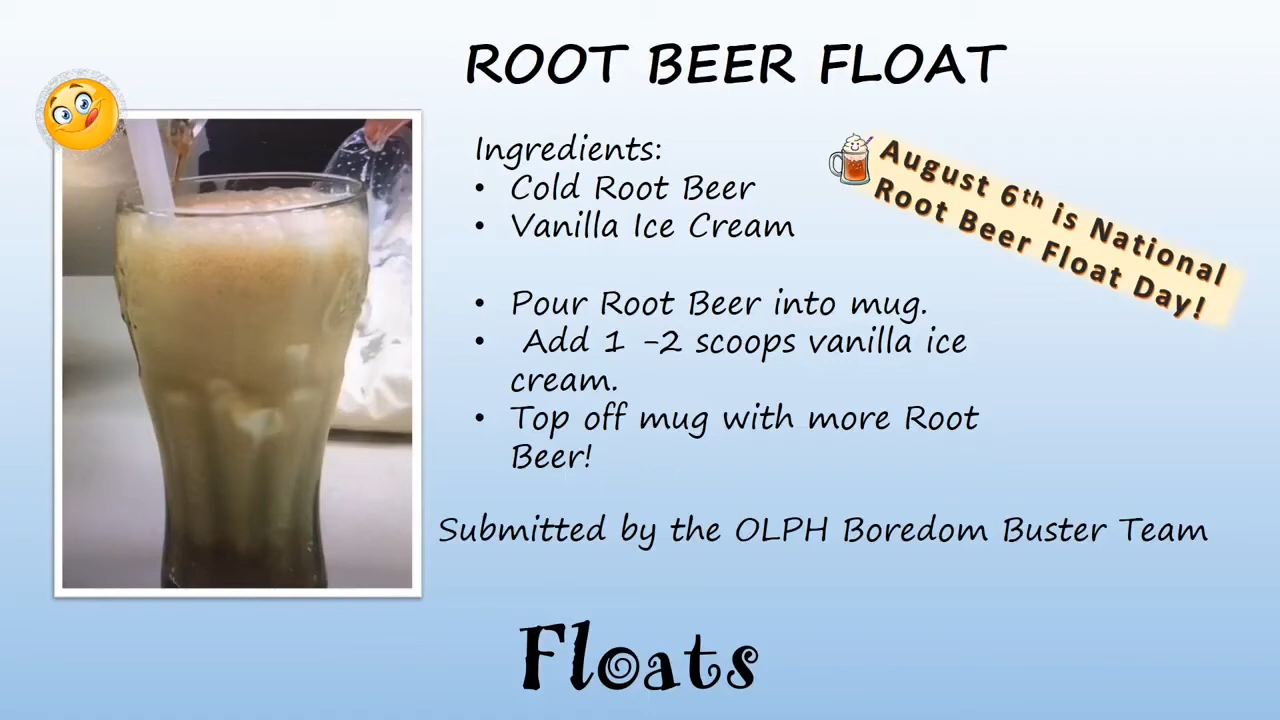 ROOT BEER FLOAT
Ingredients:
• Cold Root Beer
• Vanilla Ice Cream
August 6th is National
Root Beer Float Day!
• Pour Root Beer into mug.
• Add 1 -2 scoops vanilla ice
cream.
• Top off mug with more Root
Beer!
Submitted by the OLPH Boredom Buster Team
Floats